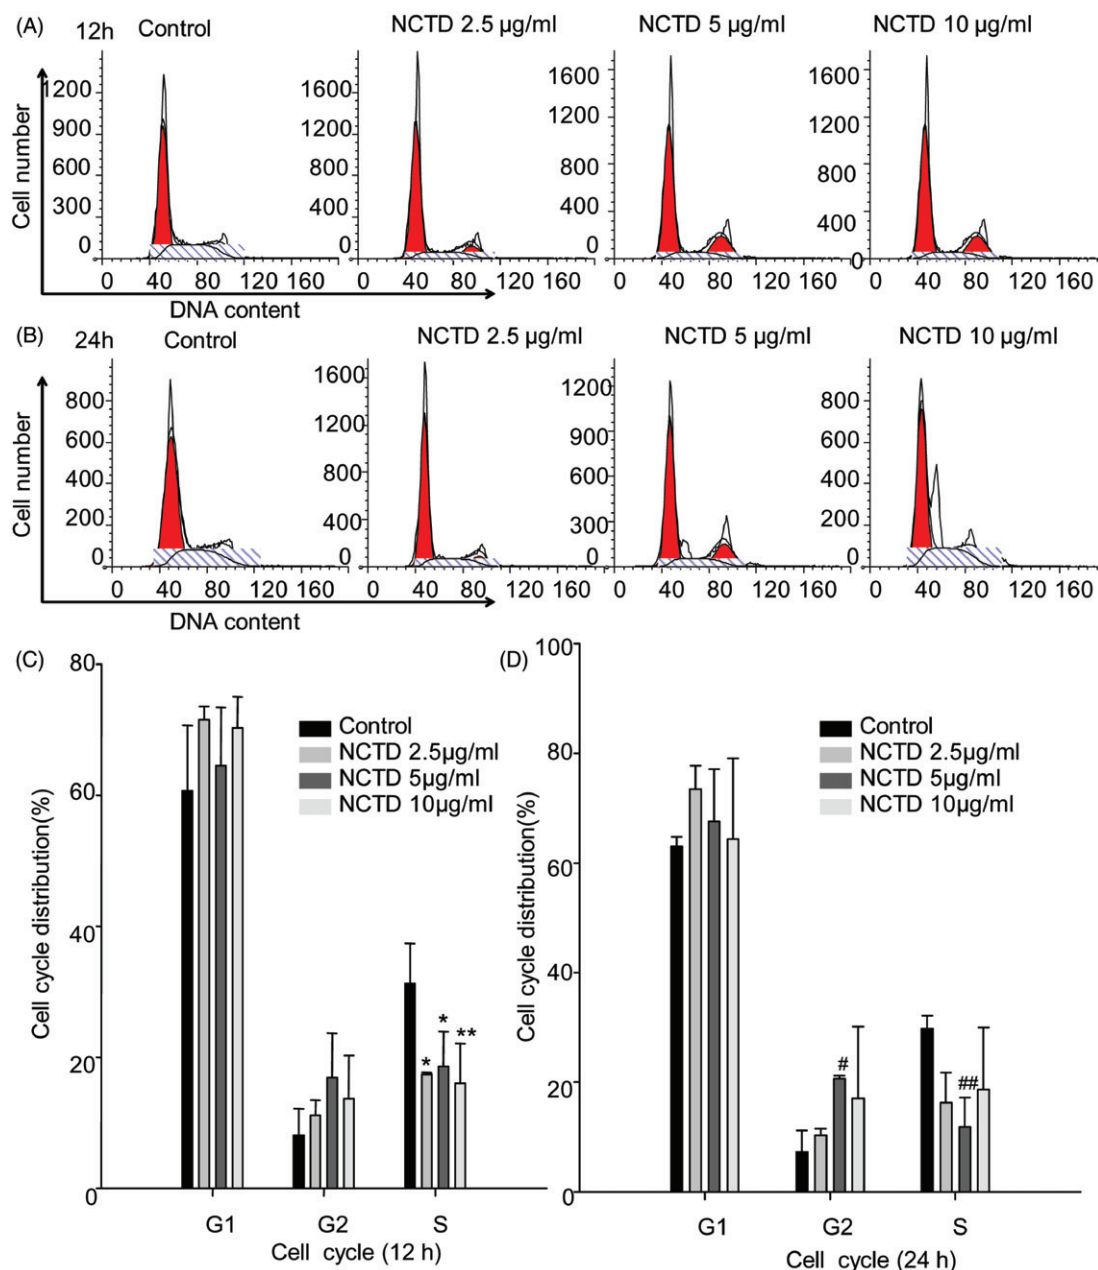 (A)
12h
Control
NCTD 2.5 µg/ml
NCTD 5 µg/ml
NCTD 10 µg/ml
Cell number
1200
900
600
300
0
1600
1200
800
400
0
1600
1200
800
400
0
1600
1200
800
400
0
0 40 80 120 160
0 40 80 120 160
0 40 80 120 160
0 40 80 120 160
DNA content
(B)
24h
Control
NCTD 2.5 µg/ml
NCTD 5 µg/ml
NCTD 10 µg/ml
Cell number
800
600
400
200
0
1600
1200
800
400
0
1200
900
600
300
0
800
600
400
200
0
0 40 80 120 160
0 40 80 120 160
0 40 80 120 160
0 40 80 120 160
DNA content
(C)
Cell cycle distribution(%)
80
60
40
20
0
Control
NCTD 2.5µg/ml
NCTD 5µg/ml
NCTD 10µg/ml
*
*
**
G1 G2 S
Cell cycle (12 h)
(D)
Cell cycle distribution(%)
100
80
60
40
20
0
Control
NCTD 2.5µg/ml
NCTD 5µg/ml
NCTD 10µg/ml
#
##
G1 G2 S
Cell cycle (24 h)